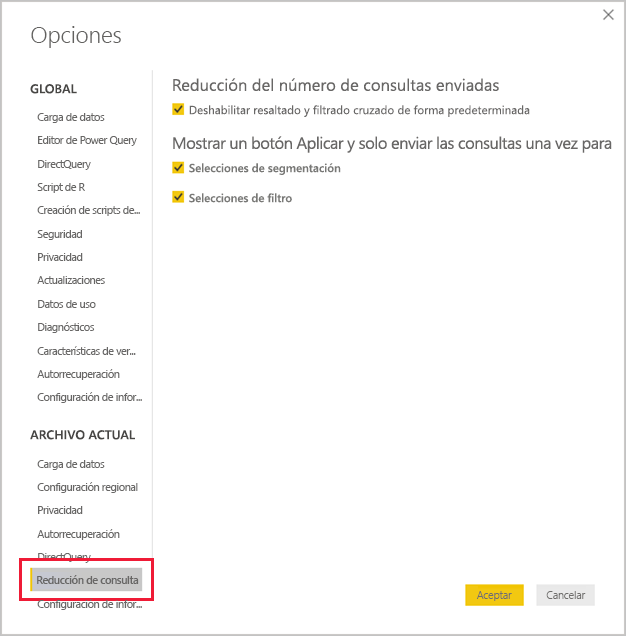 Opciones
GLOBAL
Carga de datos
Editor de Power Query
DirectQuery
Script de R
Creación de scripts de...
Seguridad
Privacidad
Actualizaciones
Datos de uso
Diagnósticos
Características de ver...
Autorrecuperación
Configuración de infor...
ARCHIVO ACTUAL
Carga de datos
Configuración regional
Privacidad
Autorrecuperación
DirectQuery
Reducción de consulta
Configuración de infor...
Reducción del número de consultas enviadas
Deshabilitar resaltado y filtrado cruzado de forma predeterminada
Mostrar un botón Aplicar y solo enviar las consultas una vez para
Selecciones de segmentación
Selecciones de filtro
Aceptar
Cancelar